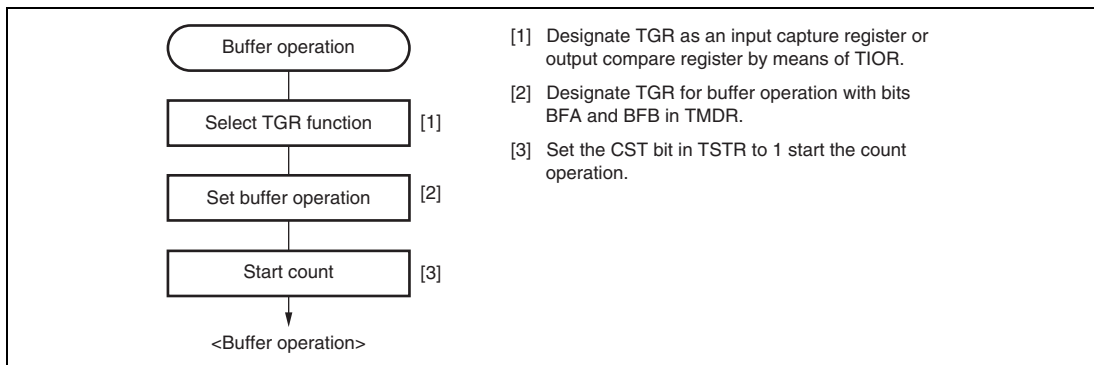 Buffer operation
Select TGR function
[1]
Set buffer operation
[2]
Start count
[3]
<Buffer operation>
[1] Designate TGR as an input capture register or
output compare register by means of TIOR.
[2] Designate TGR for buffer operation with bits
BFA and BFB in TMDR.
[3] Set the CST bit in TSTR to 1 start the count
operation.